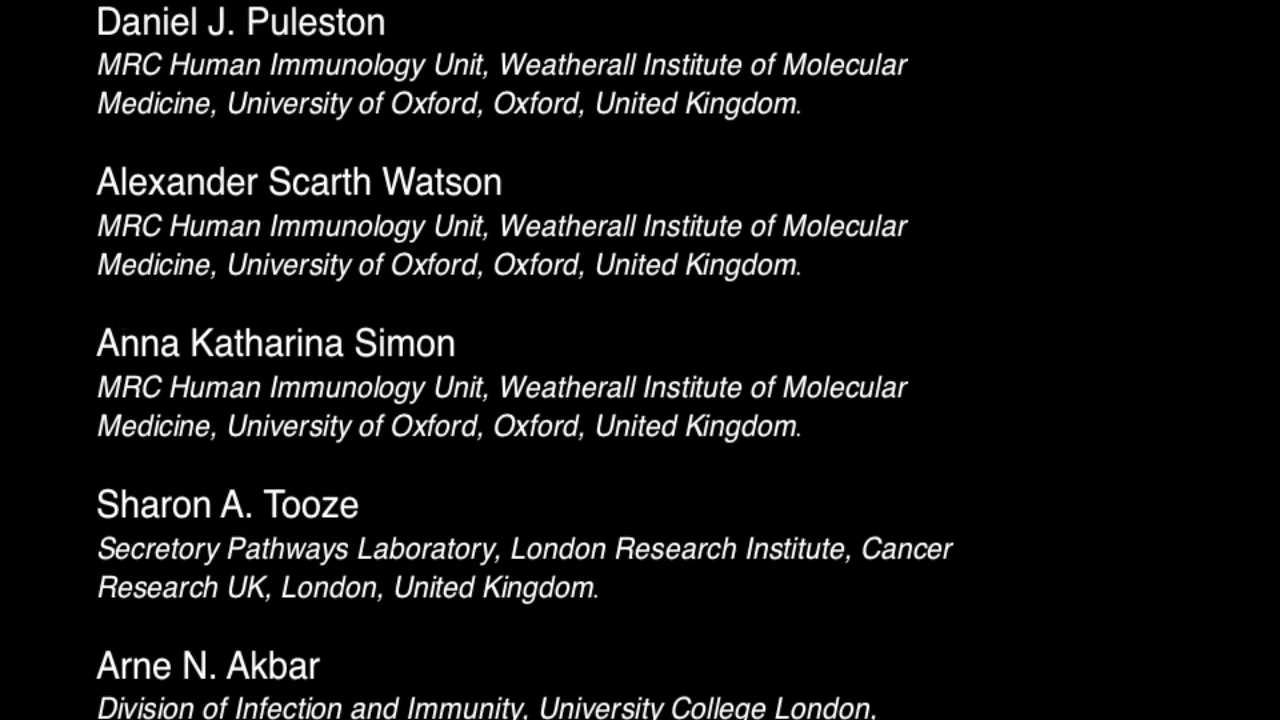 Daniel J. Puleston
MRC Human Immunology Unit, Weatherall Institute of Molecular
Medicine, University of Oxford, Oxford, United Kingdom.
Alexander Scarth Watson
MRC Human Immunology Unit, Weatherall Institute of Molecular
Medicine, University of Oxford, Oxford, United Kingdom.
Anna Katharina Simon
MRC Human Immunology Unit, Weatherall Institute of Molecular
Medicine, University of Oxford, Oxford, United Kingdom.
Sharon A. Tooze
Secretory Pathways Laboratory, London Research Institute, Cancer
Research UK, London, United Kingdom.
Arne N. Akbar
Division of Infection and Immunity, University College London,